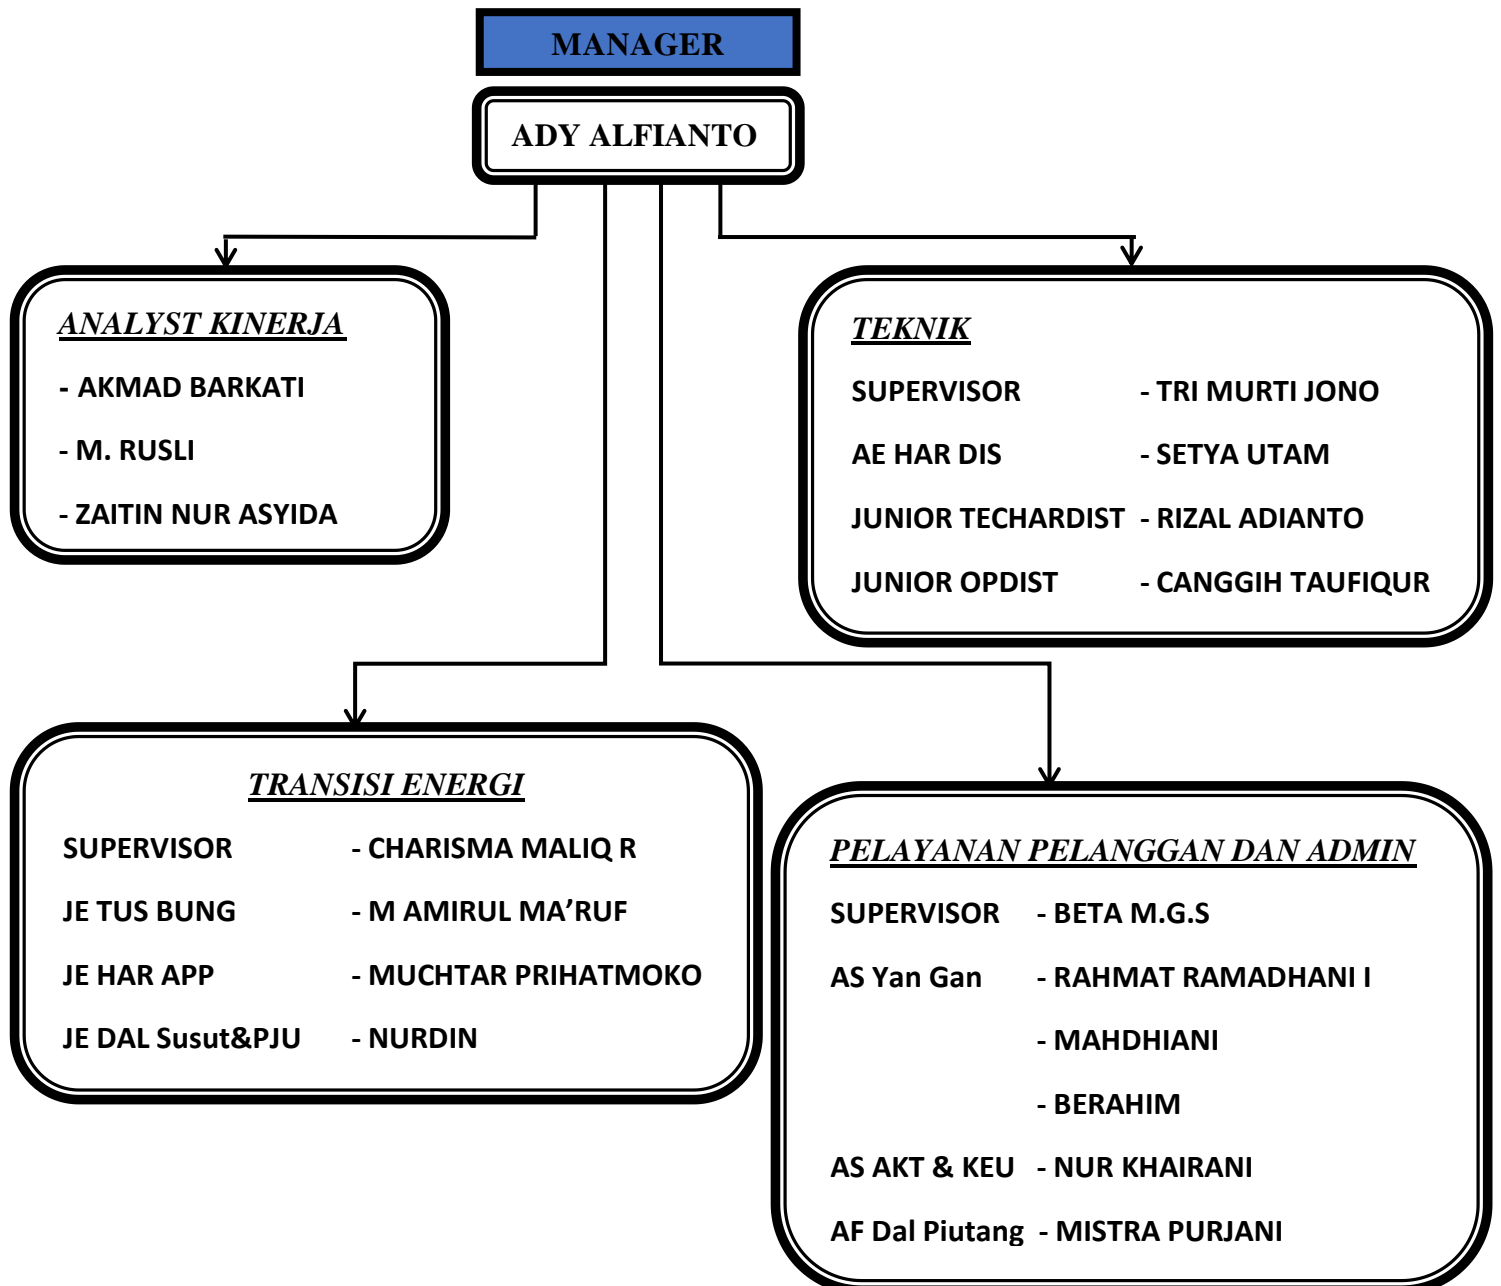 MANAGER
ADY ALFIANTO
ANALYST KINERJA
- AKMAD BARKATI
- M. RUSLI
- ZAITIN NUR ASYIDA
TEKNIK
SUPERVISOR - TRI MURTI JONO
AE HAR DIS - SETYA UTAM
JUNIOR TECHARDIST - RIZAL ADIANTO
JUNIOR OPDIST - CANGGIH TAUFIQUR
TRANSISI ENERGI
SUPERVISOR - CHARISMA MALIQ R
JE TUS BUNG - M AMIRUL MA’RUF
JE HAR APP - MUCHTAR PRIHATMOKO
JE DAL Susut&PJU - NURDIN
PELAYANAN PELANGGAN DAN ADMIN
SUPERVISOR - BETA M.G.S
AS Yan Gan - RAHMAT RAMADHANI I
- MAHDHIANI
- BERAHIM
AS AKT & KEU - NUR KHAIRANI
AF Dal Piutang - MISTRA PURJANI